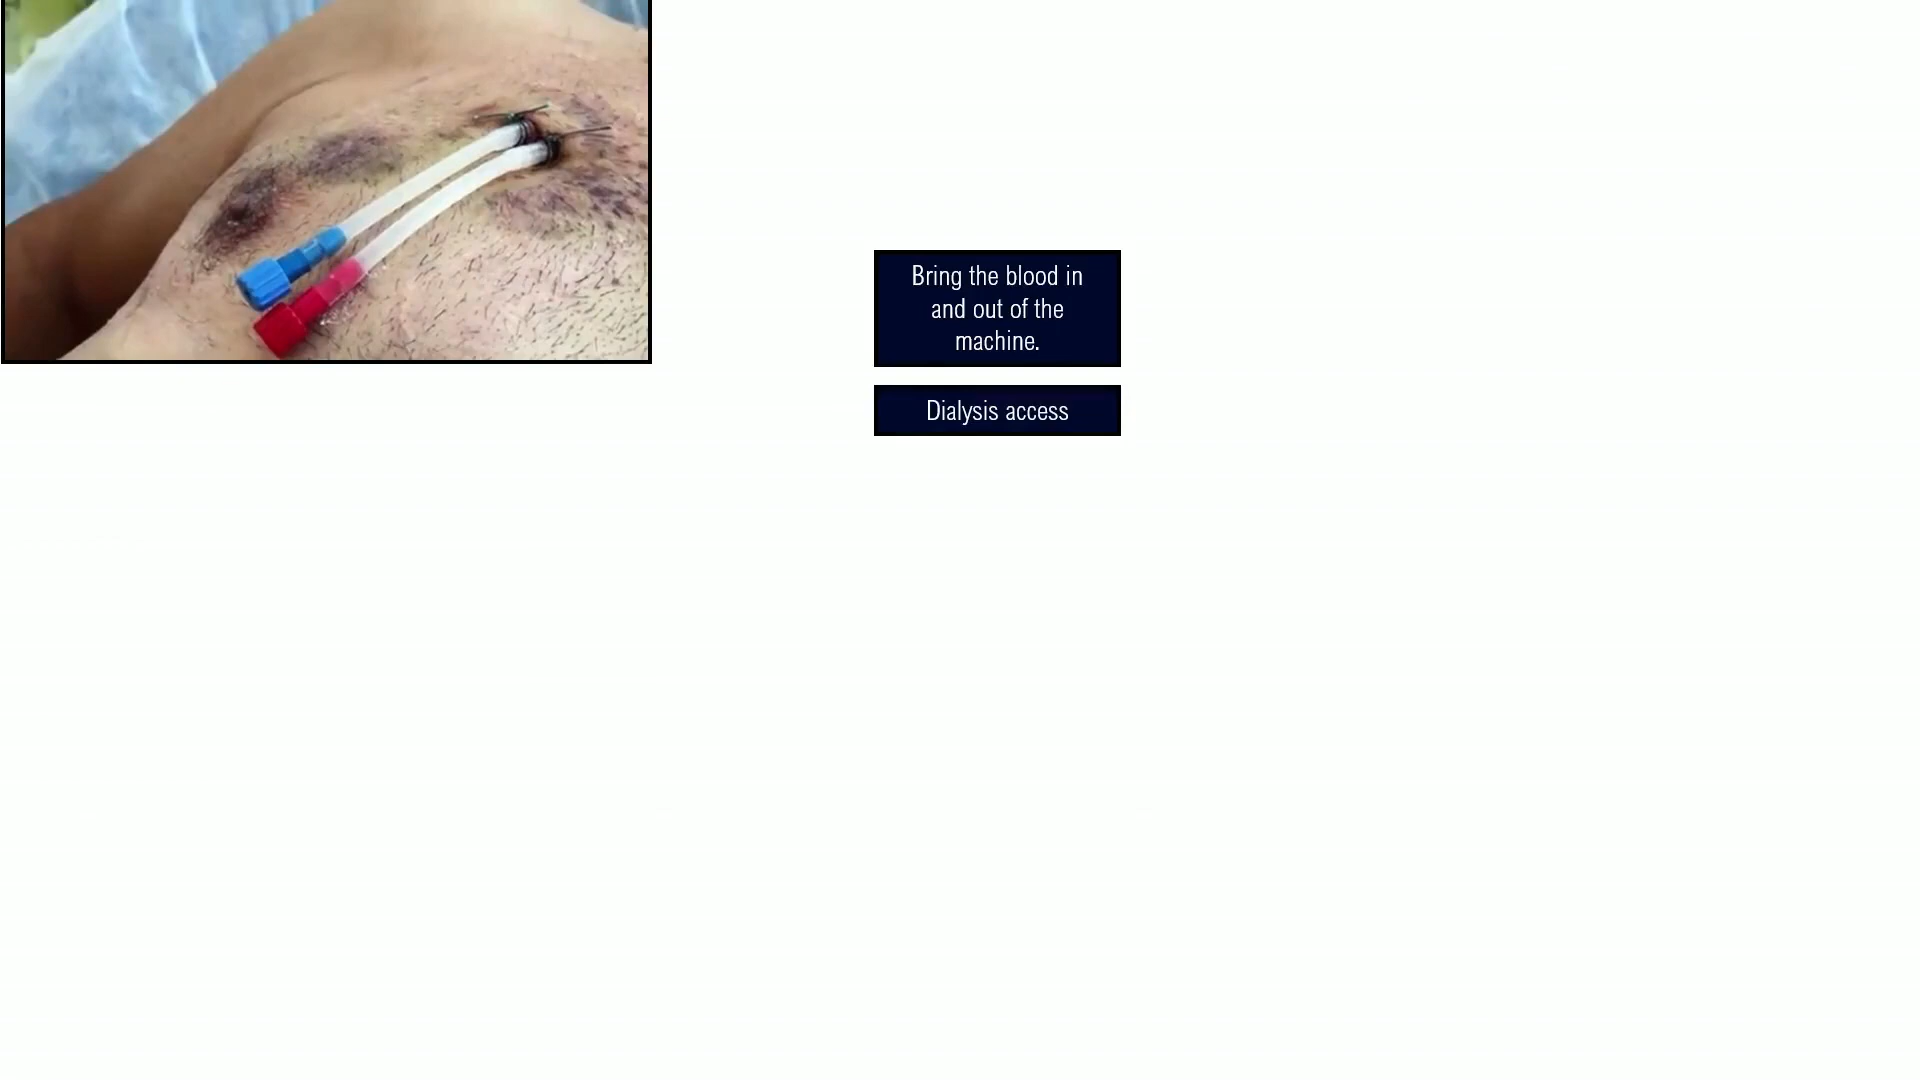 Bring the blood in
and out of the
machine.
Dialysis access